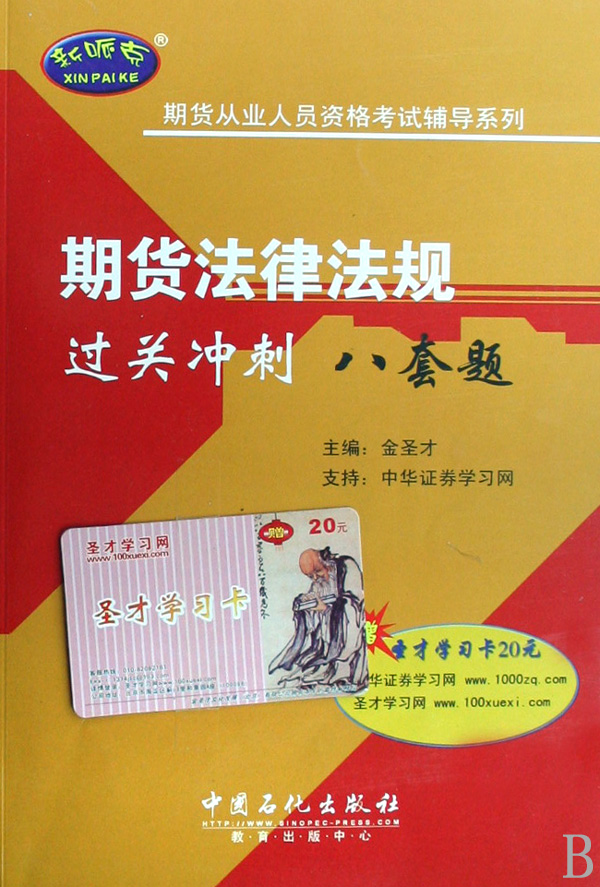 新派克®
XINPAIKE
期货从业人员资格考试辅导系列
期货法律法规
过关冲刺 八套题
主编：金圣才
支持：中华证券学习网
圣才学习网
www.100xuexi.com
20元
圣才学习卡
赠
圣才学习卡20元
华证券学习网 www.1000zq.com
圣才学习网 www.100xuexi.com
中国石化出版社
HTTP://WWW.SINOPEC-PRESS.COM
教·育·出·版·中·心
B